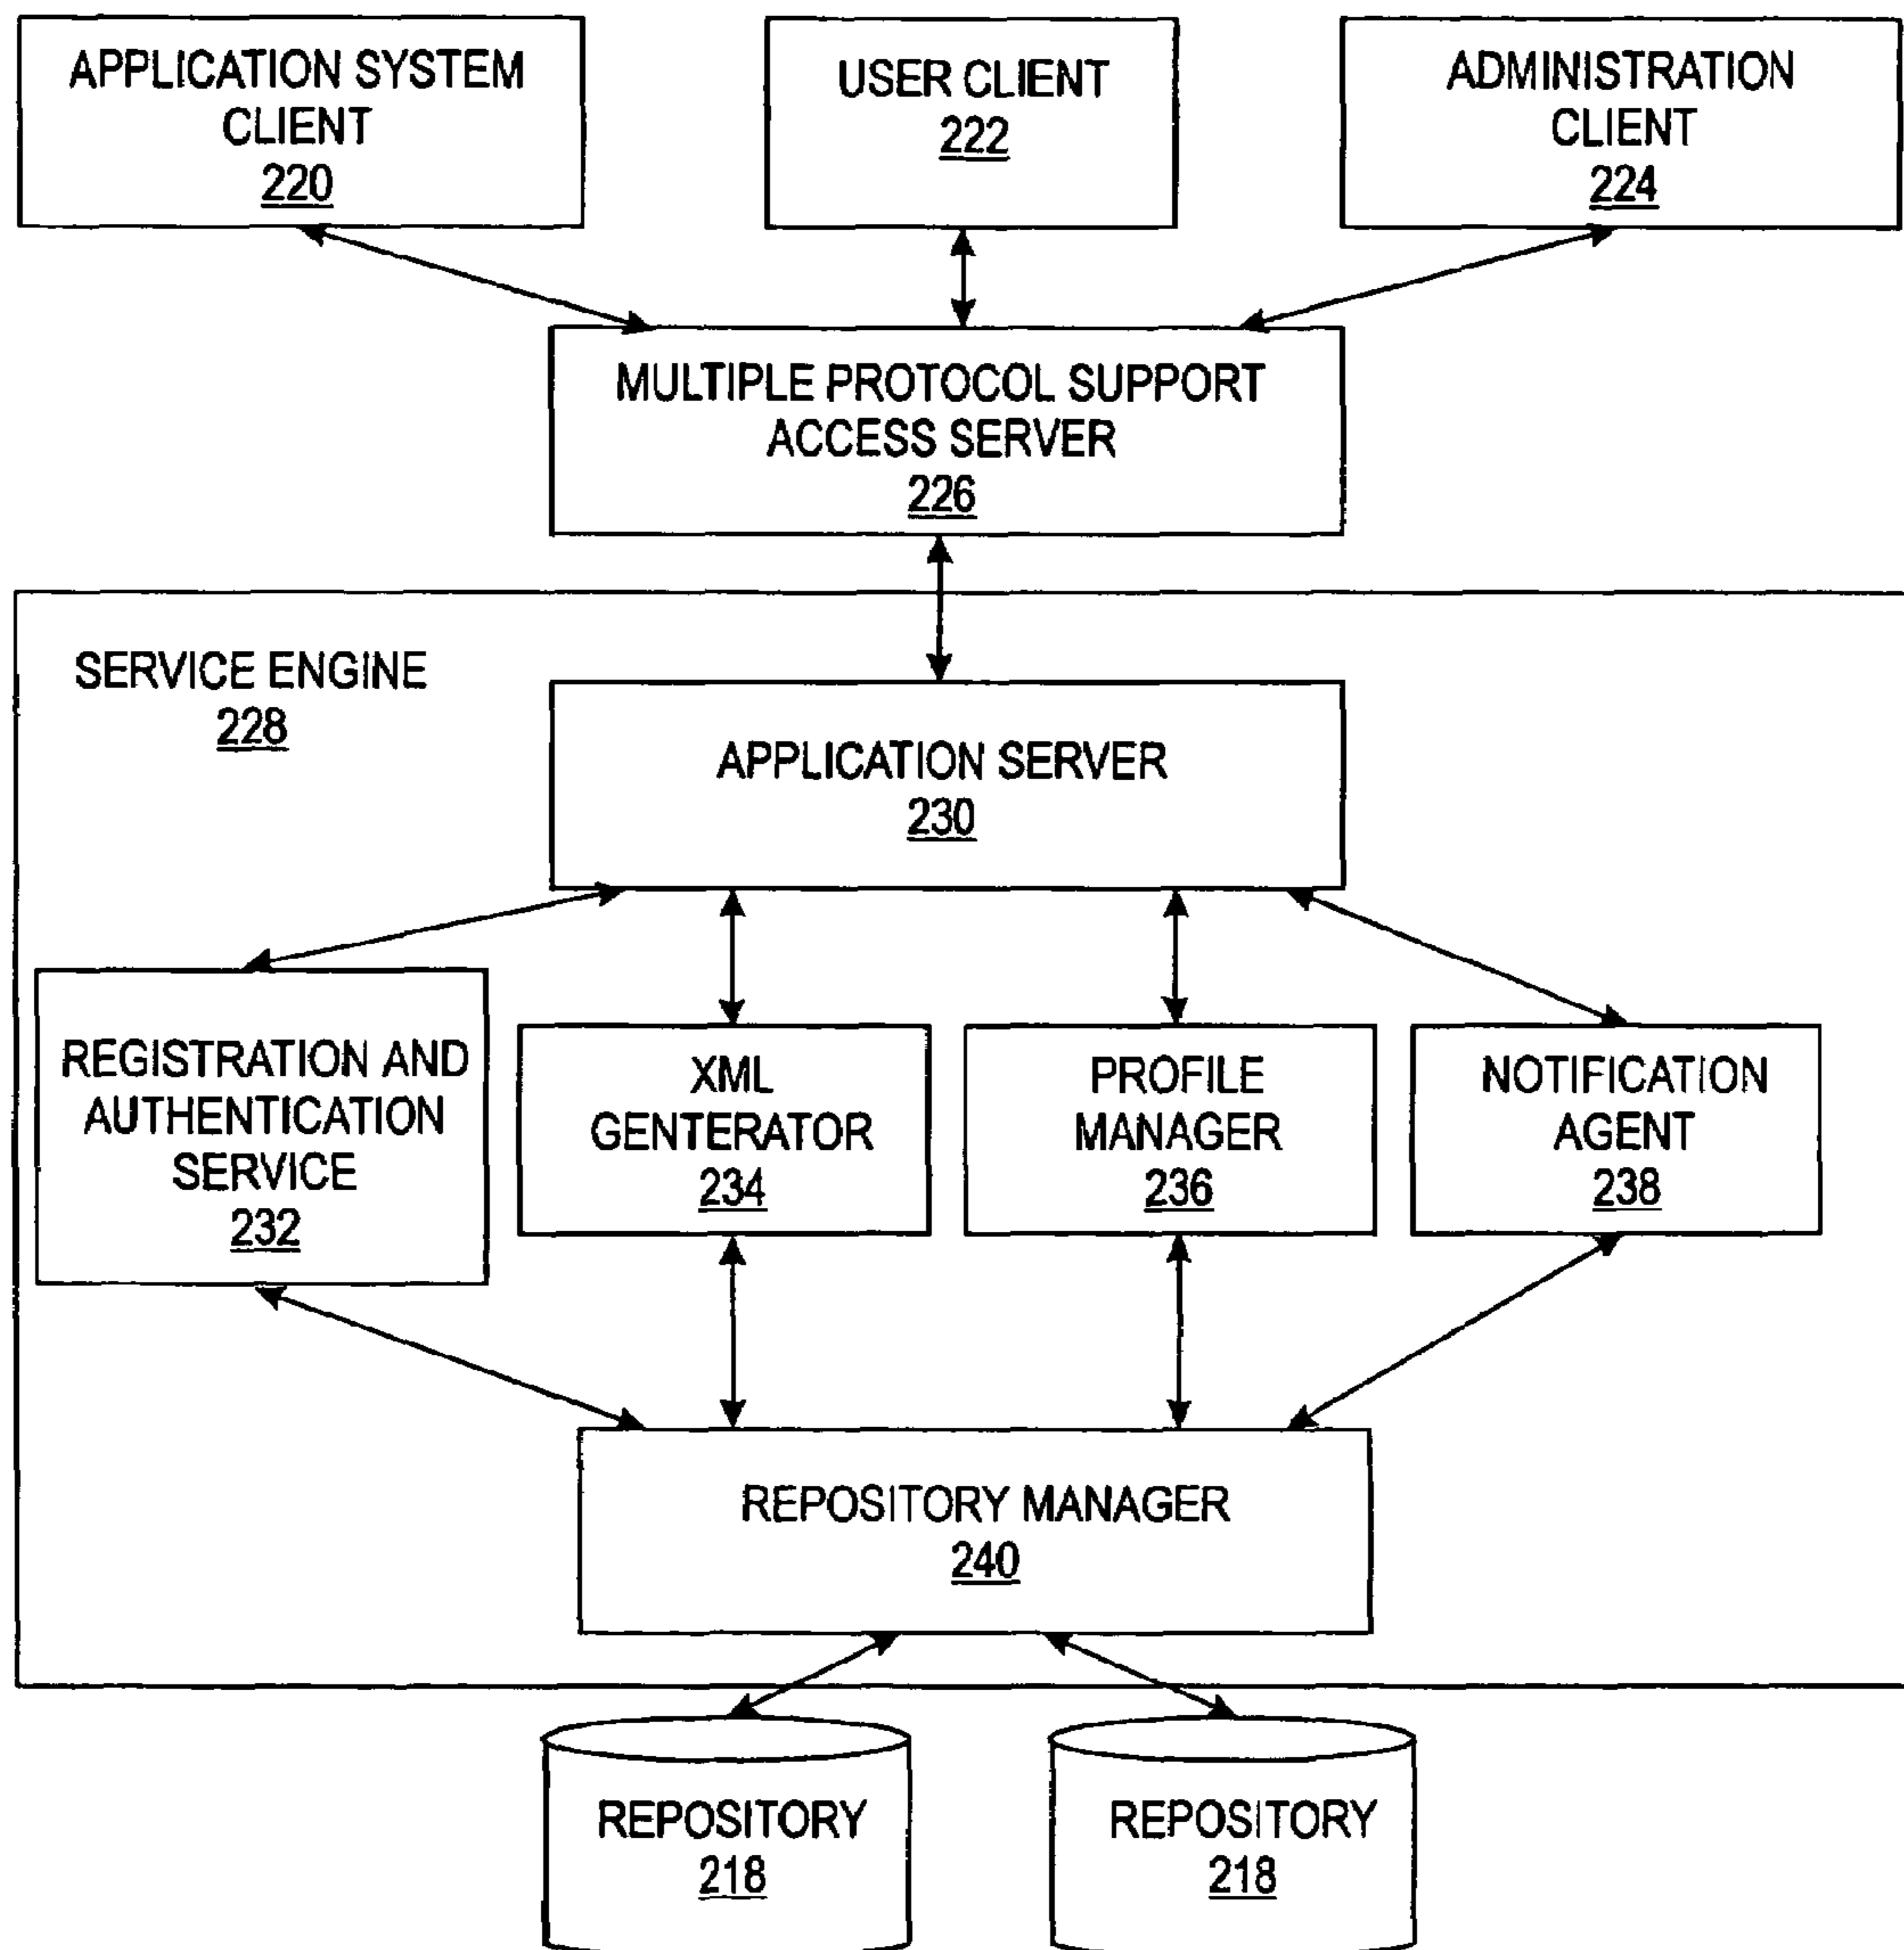 APPLICATION SYSTEM
CLIENT
220
USER CLIENT
222
ADMINISTRATION
CLIENT
224
MULTIPLE PROTOCOL SUPPORT
ACCESS SERVER
226
SERVICE ENGINE
228
APPLICATION SERVER
230
REGISTRATION AND
AUTHENTICATION
SERVICE
232
XML
GENTERATOR
234
PROFILE
MANAGER
236
NOTIFICATION
AGENT
238
REPOSITORY MANAGER
240
REPOSITORY
218
REPOSITORY
218